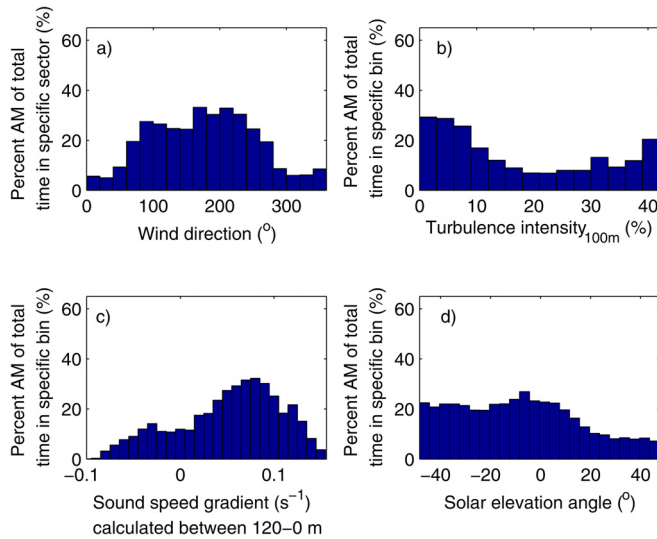 a)
Percent AM of total
time in specific sector (%)
60
40
20
0
0 100 200 300
Wind direction (o)
b)
Percent AM of total
time in specific bin (%)
60
40
20
0
0 10 20 30 40
Turbulence intensity100m (%)
c)
Percent AM of total
time in specific bin (%)
60
40
20
0
−0.1 0 0.1
Sound speed gradient (s−1)
calculated between 120−0 m
d)
Percent AM of total
time in specific bin (%)
60
40
20
0
−40 −20 0 20 40
Solar elevation angle (o)